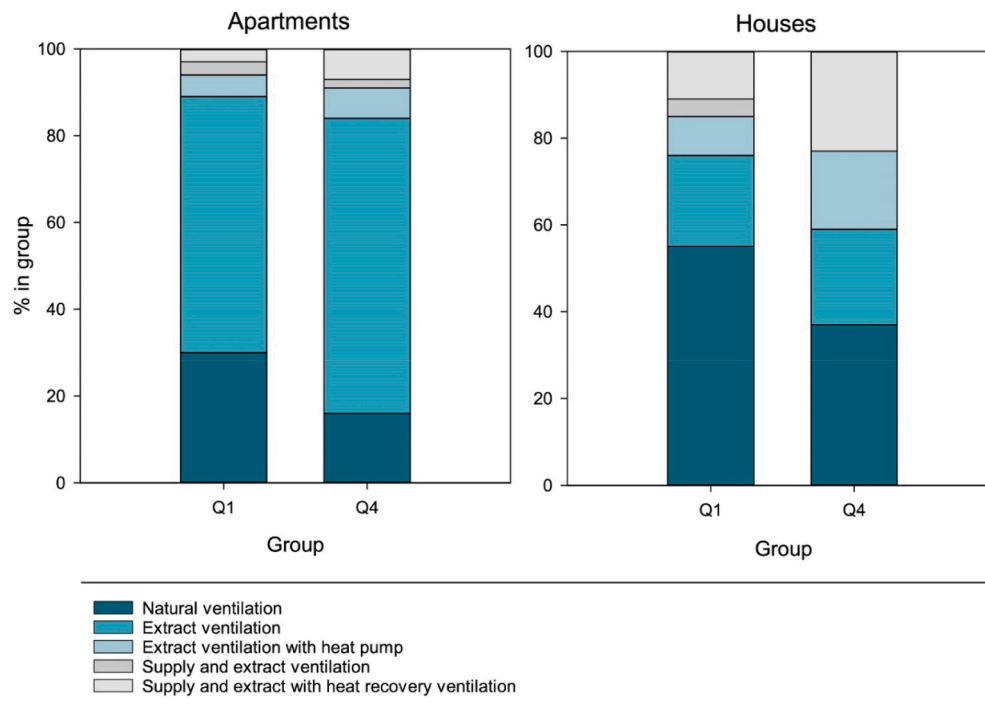 Apartments
100
80
60
40
20
0
% in group
Q1
Q4
Group
Houses
100
80
60
40
20
0
Q1
Q4
Group
Natural ventilation
Extract ventilation
Extract ventilation with heat pump
Supply and extract ventilation
Supply and extract with heat recovery ventilation